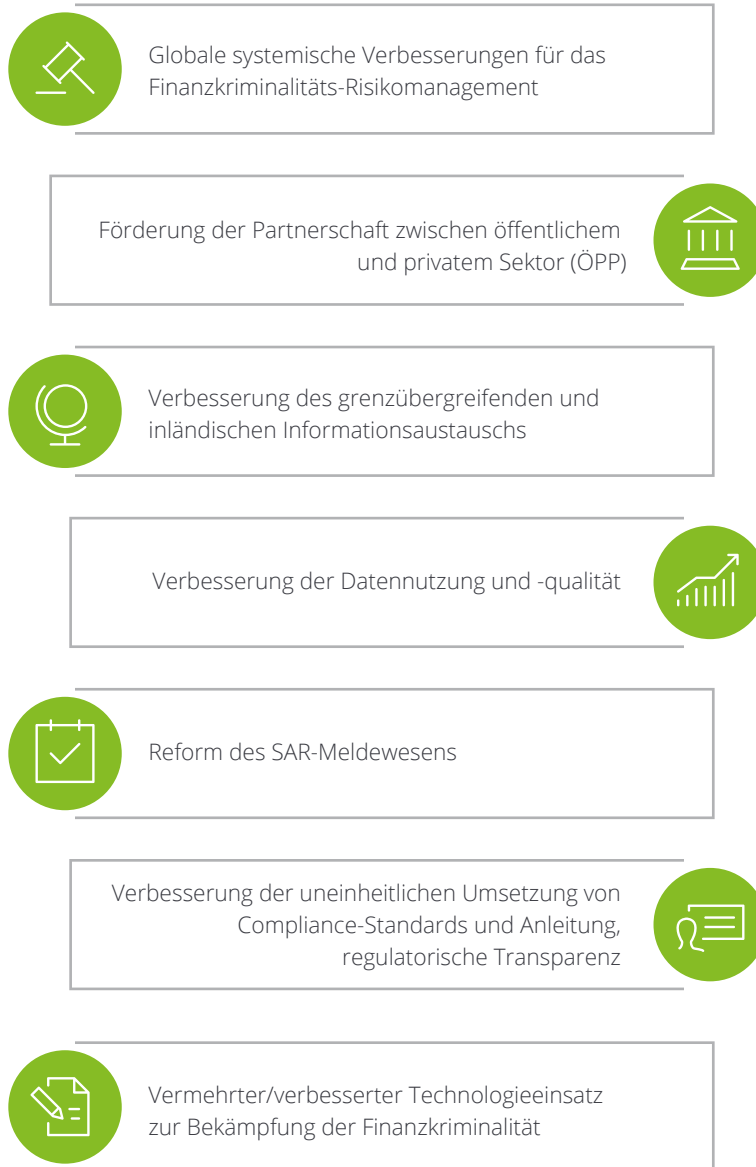 Globale systemische Verbesserungen für das
Finanzkriminalitäts-Risikomanagement
Förderung der Partnerschaft zwischen öffentlichem
und privatem Sektor (ÖPP)
Verbesserung des grenzübergreifenden und
inländischen Informationsaustauschs
Verbesserung der Datennutzung und -qualität
Reform des SAR-Meldewesens
Verbesserung der uneinheitlichen Umsetzung von
Compliance-Standards und Anleitung,
regulatorische Transparenz
Vermehrter/verbesserter Technologieeinsatz
zur Bekämpfung der Finanzkriminalität